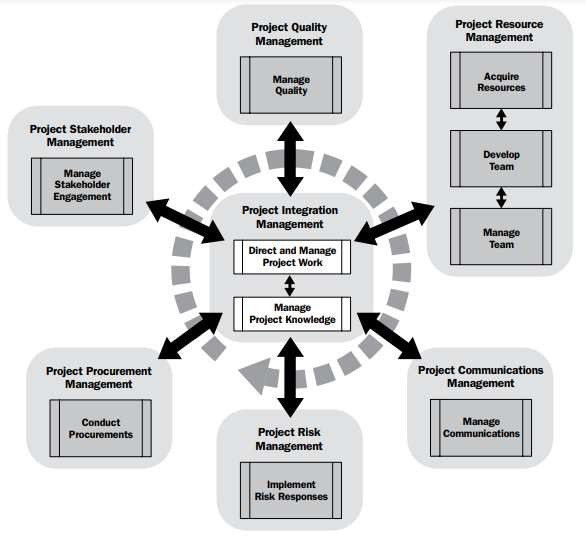 Project Quality
Management
Manage
Quality
Project Resource
Management
Acquire
Resources
Develop
Team
Manage
Team
Project Stakeholder
Management
Manage
Stakeholder
Engagement
Project Integration
Management
Direct and Manage
Project Work
Manage
Project Knowledge
Project Procurement
Management
Conduct
Procurements
Project Communications
Management
Manage
Communications
Project Risk
Management
Implement
Risk Responses